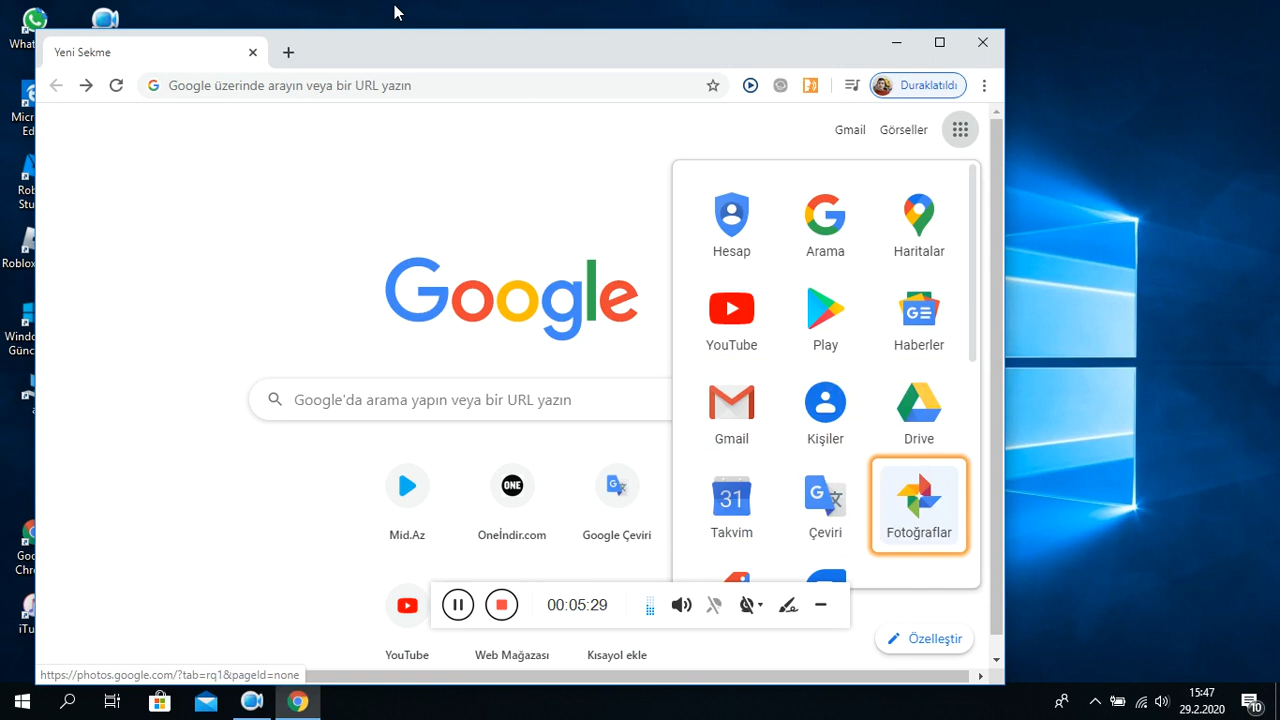 Yeni Sekme
Google üzerinde arayın veya bir URL yazın
Duraklatıldı
Gmail
Görseller
Hesap
Arama
Haritalar
YouTube
Play
Haberler
Gmail
Kişiler
Drive
31
Takvim
Çeviri
Fotoğraflar
Google
Google'da arama yapın veya bir URL yazın
ONE
Mid.Az
Oneİndir.com
Google Çeviri
YouTube
Web Mağazası
Kısayol ekle
00:05:29
Özelleştir
https://photos.google.com/?tab=rq1&pageId=none
15:47
29.2.2020
10